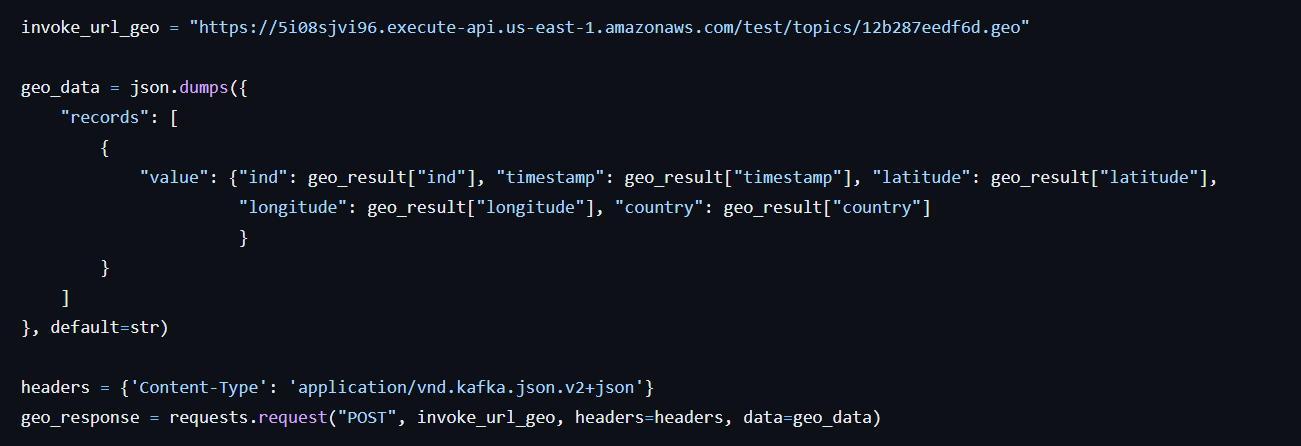 invoke_url_geo = "https://5i08sjvi96.execute-api.us-east-1.amazonaws.com/test/topics/12b287eedf6d.geo"
geo_data = json.dumps({
    "records": [
        {
            "value": {"ind": geo_result["ind"], "timestamp": geo_result["timestamp"], "latitude": geo_result["latitude"],
                      "longitude": geo_result["longitude"], "country": geo_result["country"]
                      }
        }
    ]
}, default=str)
headers = {'Content-Type': 'application/vnd.kafka.json.v2+json'}
geo_response = requests.request("POST", invoke_url_geo, headers=headers, data=geo_data)